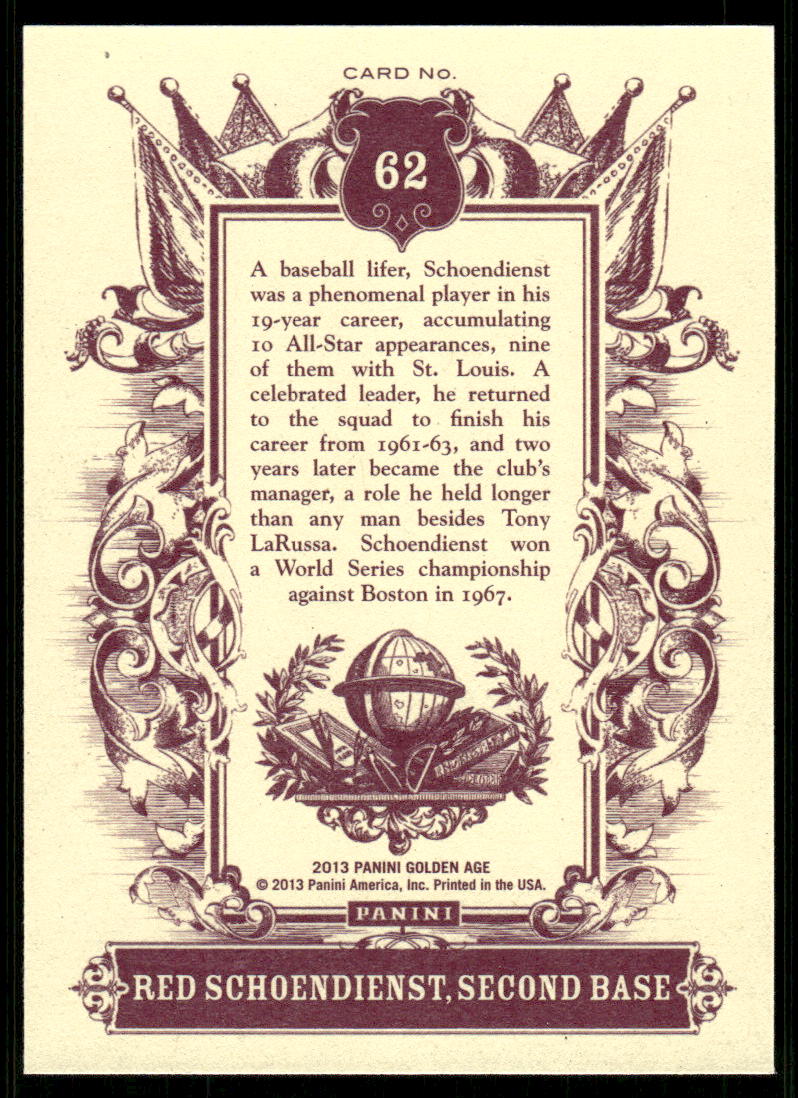 CARD No.
62
A baseball lifer, Schoendienst
was a phenomenal player in his
19-year career, accumulating
10 All-Star appearances, nine
of them with St. Louis. A
celebrated leader, he returned
to the squad to finish his
career from 1961-63, and two
years later became the club's
manager, a role he held longer
than any man besides Tony
LaRussa. Schoendienst won
a World Series championship
against Boston in 1967.
2013 PANINI GOLDEN AGE
© 2013 Panini America, Inc. Printed in the USA.
PANINI
RED SCHOENDIENST, SECOND BASE